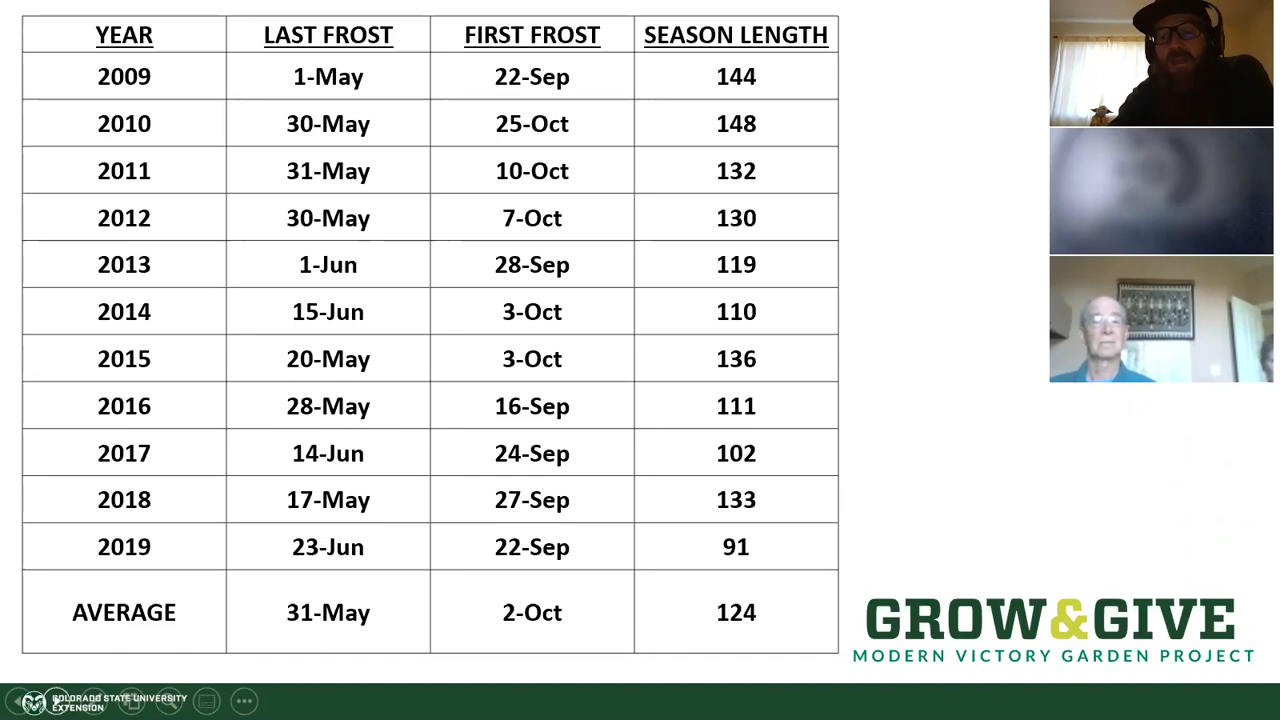 YEAR LAST FROST FIRST FROST SEASON LENGTH
2009 1-May 22-Sep 144
2010 30-May 25-Oct 148
2011 31-May 10-Oct 132
2012 30-May 7-Oct 130
2013 1-Jun 28-Sep 119
2014 15-Jun 3-Oct 110
2015 20-May 3-Oct 136
2016 28-May 16-Sep 111
2017 14-Jun 24-Sep 102
2018 17-May 27-Sep 133
2019 23-Jun 22-Sep 91
AVERAGE 31-May 2-Oct 124
GROW&GIVE
MODERN VICTORY GARDEN PROJECT
COLORADO STATE UNIVERSITY
EXTENSION